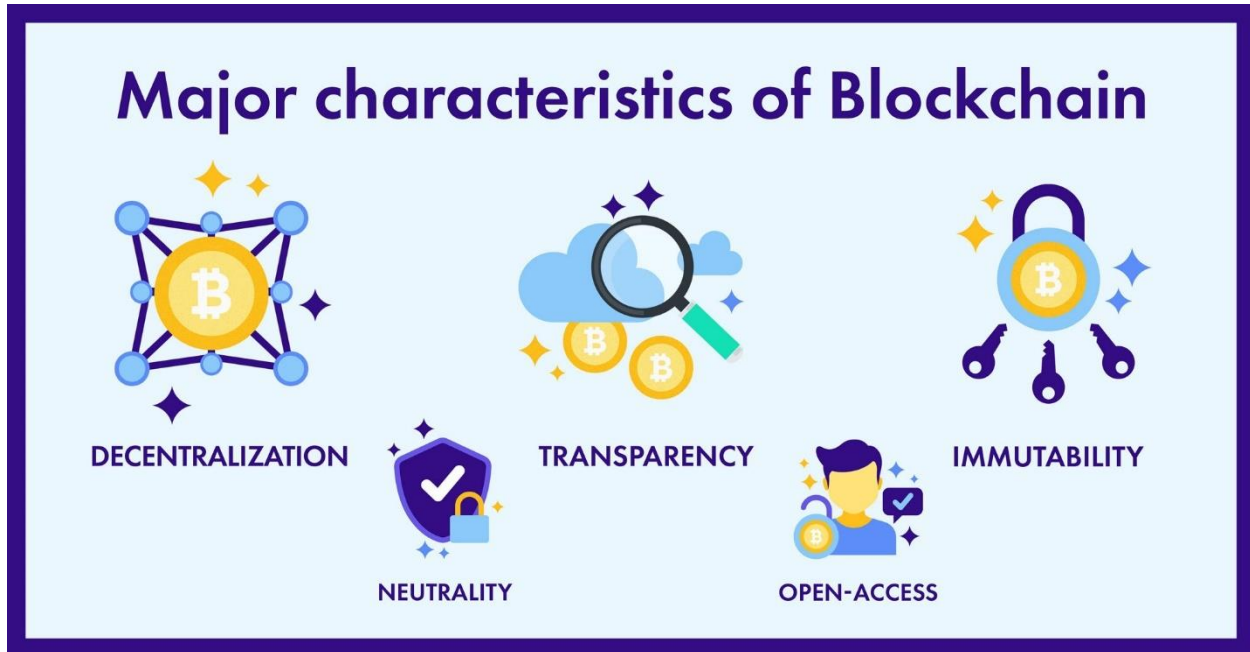 Major characteristics of Blockchain
DECENTRALIZATION
TRANSPARENCY
IMMUTABILITY
NEUTRALITY
OPEN-ACCESS